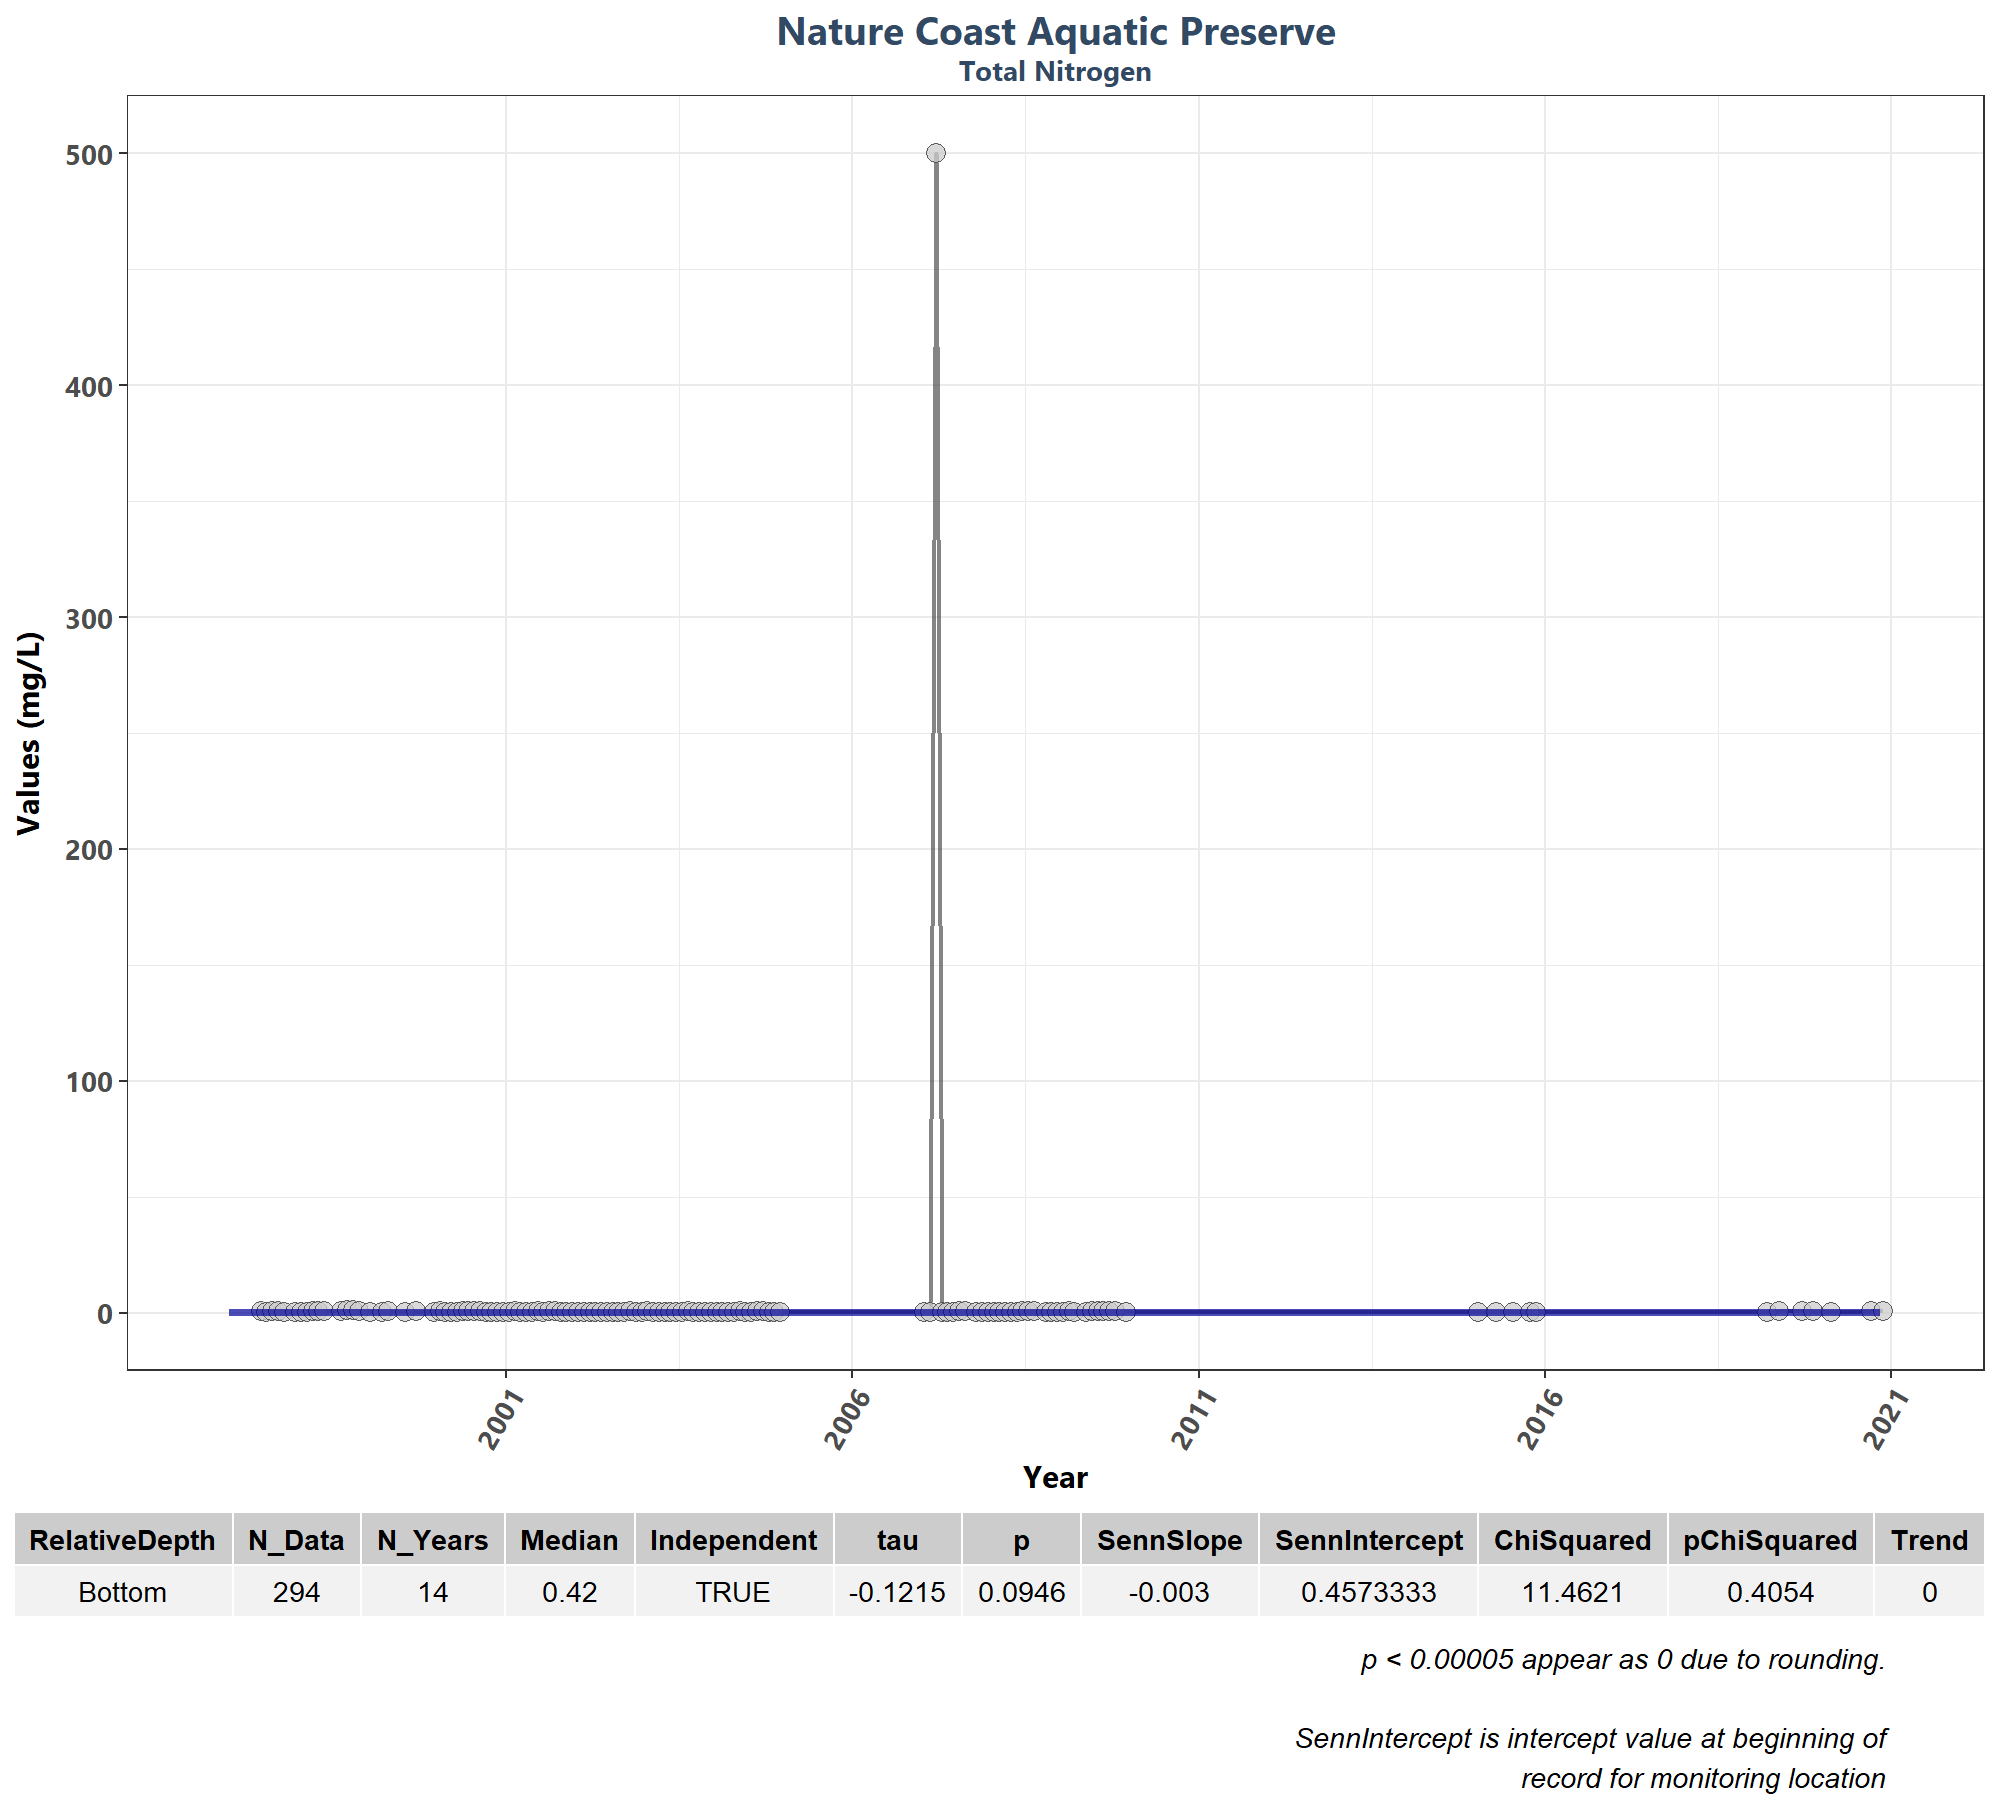 Nature Coast Aquatic Preserve
Total Nitrogen
500
400
300
200
100
0
Values (mg/L)
2001
2006
2011
2016
2021
Year
RelativeDepth N_Data N_Years Median Independent tau p SennSlope SennIntercept ChiSquared pChiSquared Trend
Bottom 294 14 0.42 TRUE -0.1215 0.0946 -0.003 0.4573333 11.4621 0.4054 0
p < 0.00005 appear as 0 due to rounding.
SennIntercept is intercept value at beginning of
record for monitoring location